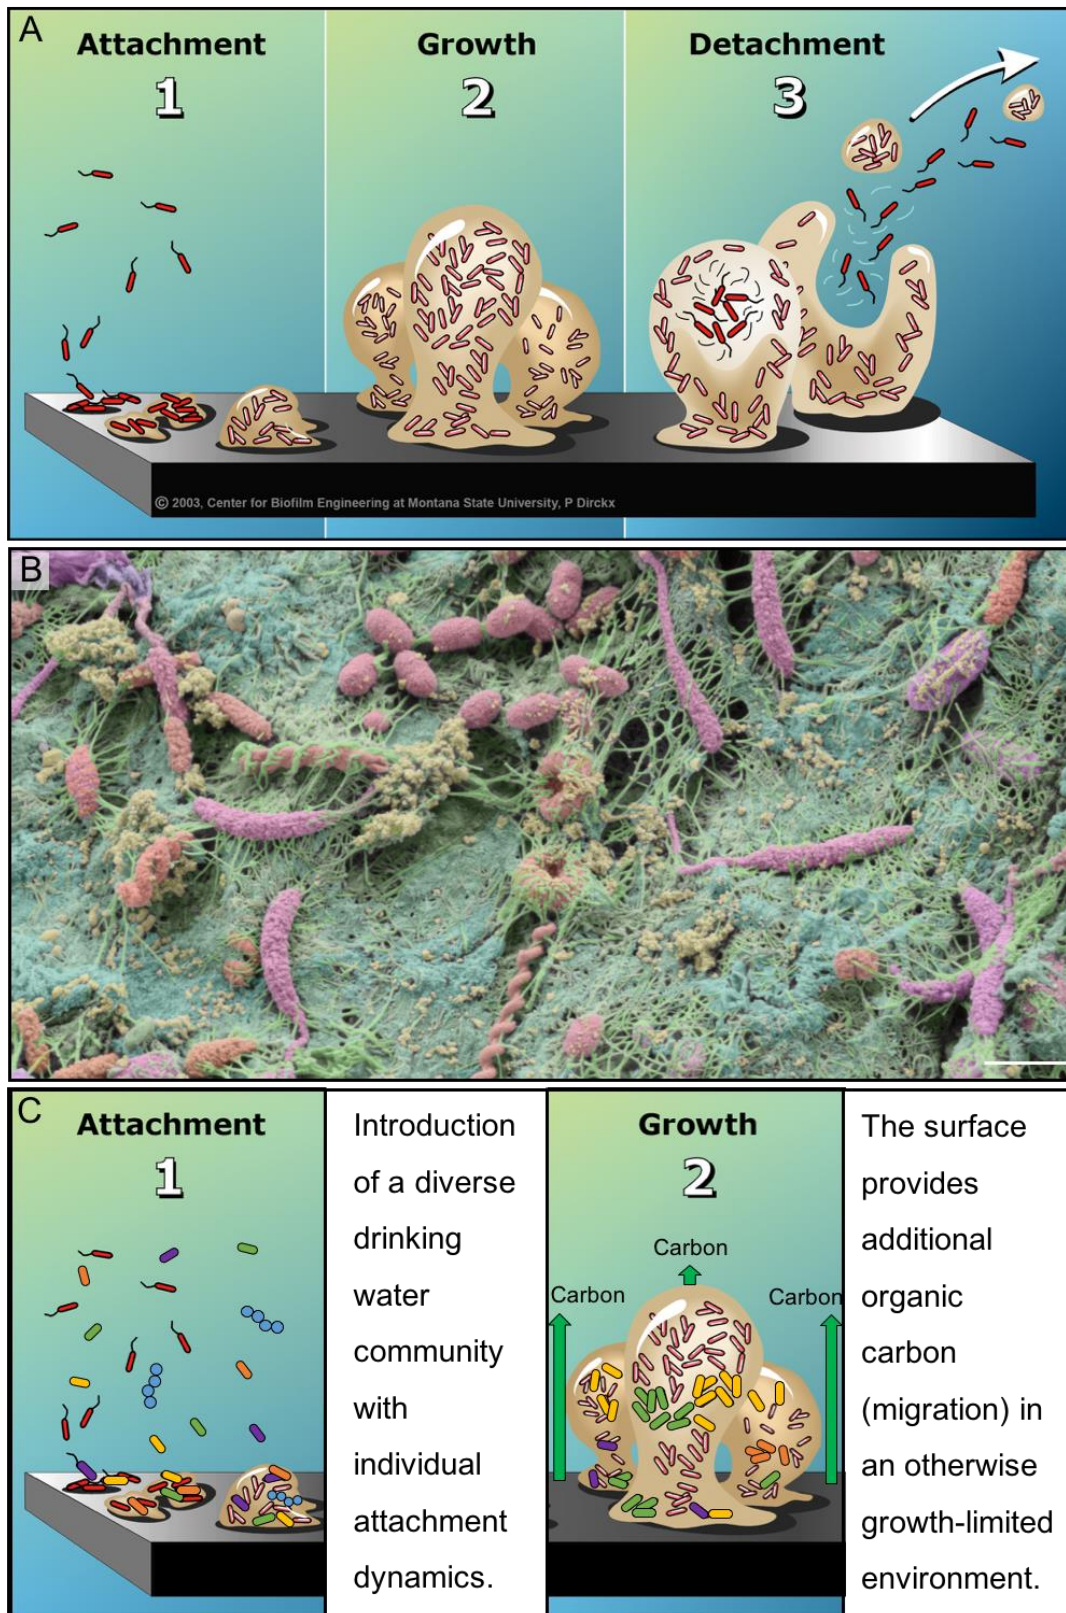 A
Attachment
1
Growth
2
Detachment
3
© 2003, Center for Biofilm Engineering at Montana State University, P Dirckx
B
C
Attachment
1
Introduction
of a diverse
drinking
water
community
with
individual
attachment
dynamics.
Growth
2
Carbon
Carbon
Carbon
The surface
provides
additional
organic
carbon
(migration) in
an otherwise
growth-limited
environment.